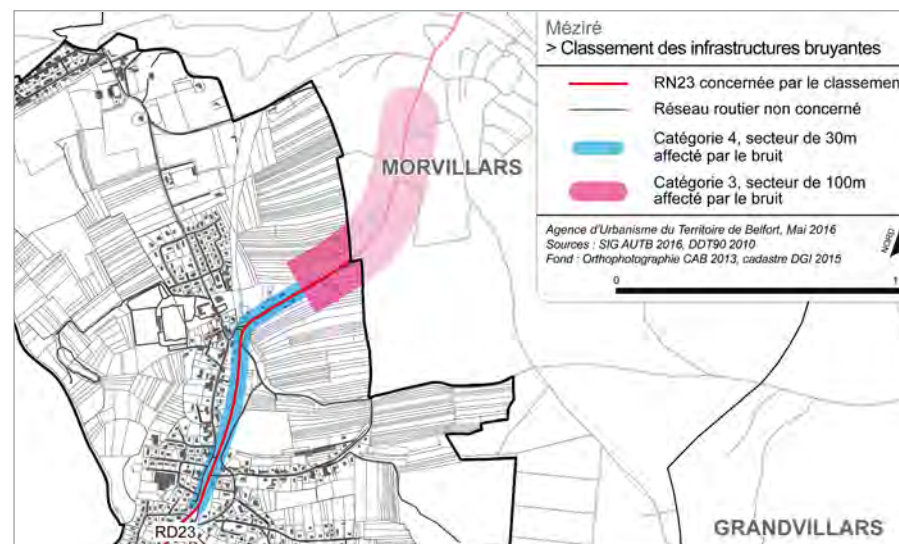 Méziré
> Classement des infrastructures bruyantes
RN23 concernée par le classement
Réseau routier non concerné
Catégorie 4, secteur de 30m
affecté par le bruit
Catégorie 3, secteur de 100m
affecté par le bruit
Agence d'Urbanisme du Territoire de Belfort, Mai 2016
Sources : SIG AUTB 2016, DDT90 2010
Fond : Orthophotographie CAB 2013, cadastre DGI 2015
NORD
0
1
MORVILLARS
GRANDVILLARS
RD23